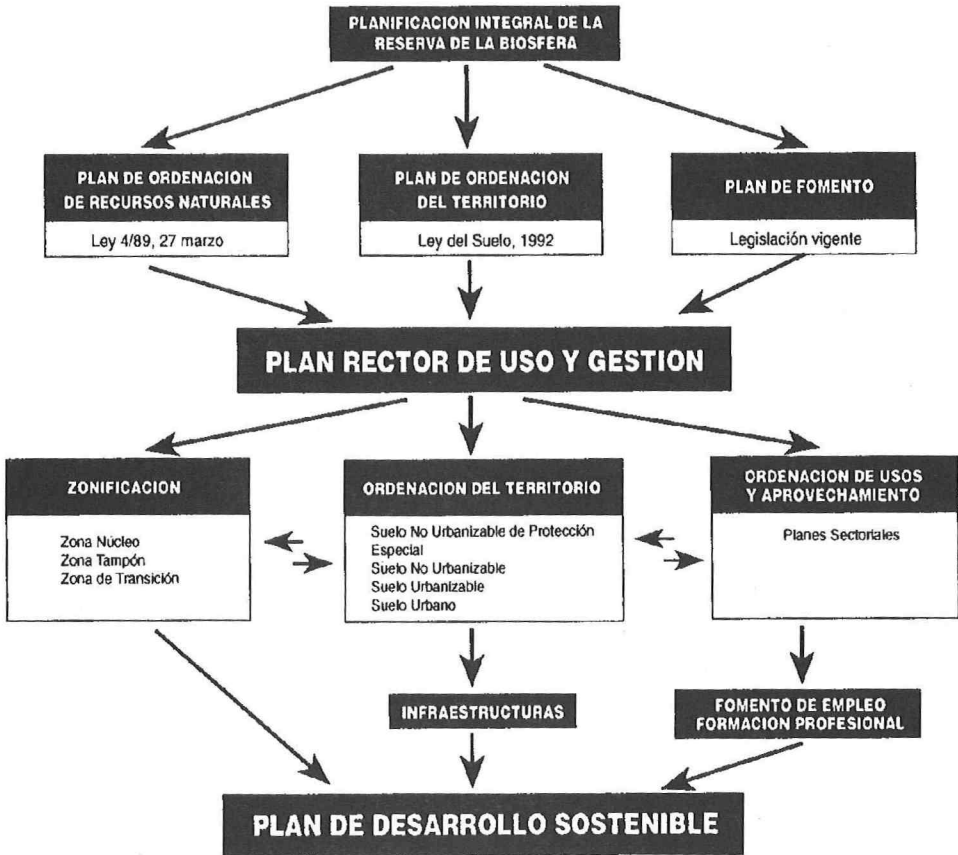 PLANIFICACION INTEGRAL DE LA
RESERVA DE LA BIOSFERA
PLAN DE ORDENACION
DE RECURSOS NATURALES
Ley 4/89, 27 marzo
PLAN DE ORDENACION
DEL TERRITORIO
Ley del Suelo, 1992
PLAN DE FOMENTO
Legislación vigente
PLAN RECTOR DE USO Y GESTION
ZONIFICACION
Zona Núcleo
Zona Tampón
Zona de Transición
ORDENACION DEL TERRITORIO
Suelo No Urbanizable de Protección
Especial
Suelo No Urbanizable
Suelo Urbanizable
Suelo Urbano
ORDENACION DE USOS
Y APROVECHAMIENTO
Planes Sectoriales
INFRAESTRUCTURAS
FOMENTO DE EMPLEO
FORMACION PROFESIONAL
PLAN DE DESARROLLO SOSTENIBLE